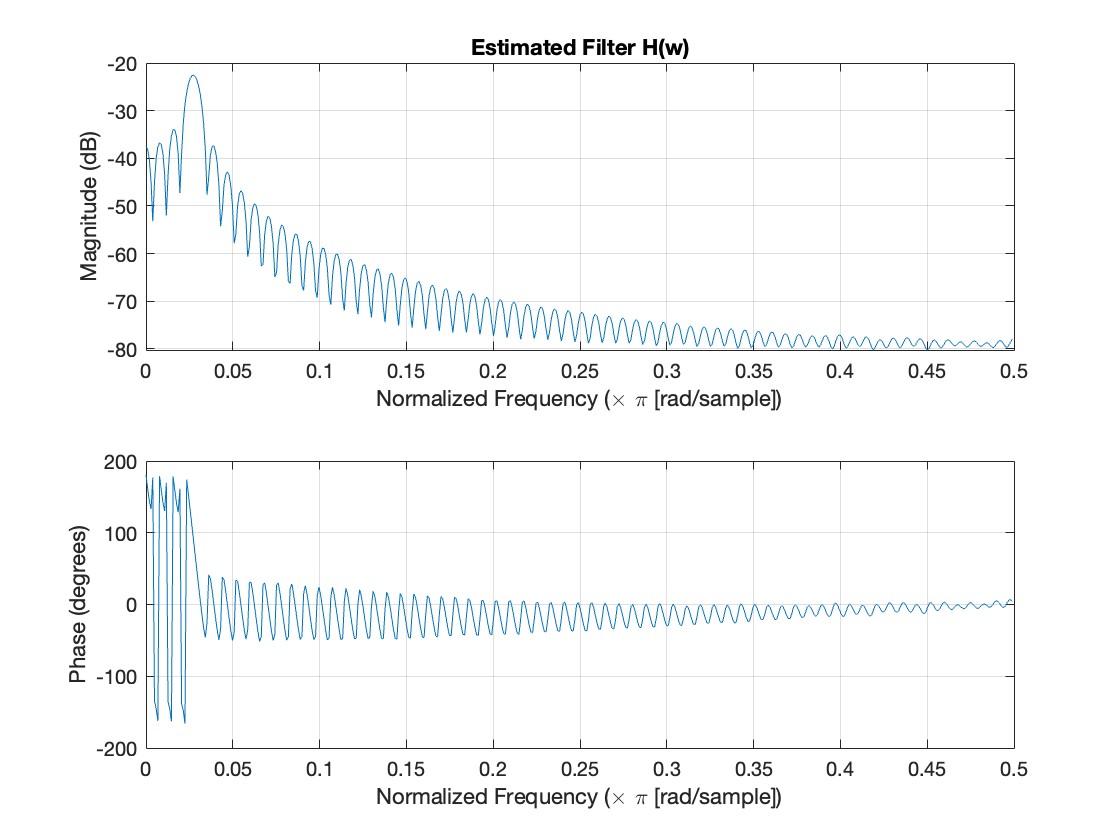 Estimated Filter H(w)
-20
-30
-40
-50
-60
-70
-80
Magnitude (dB)
0 0.05 0.1 0.15 0.2 0.25 0.3 0.35 0.4 0.45 0.5
Normalized Frequency (× π [rad/sample])
200
100
0
-100
-200
Phase (degrees)
0 0.05 0.1 0.15 0.2 0.25 0.3 0.35 0.4 0.45 0.5
Normalized Frequency (× π [rad/sample])